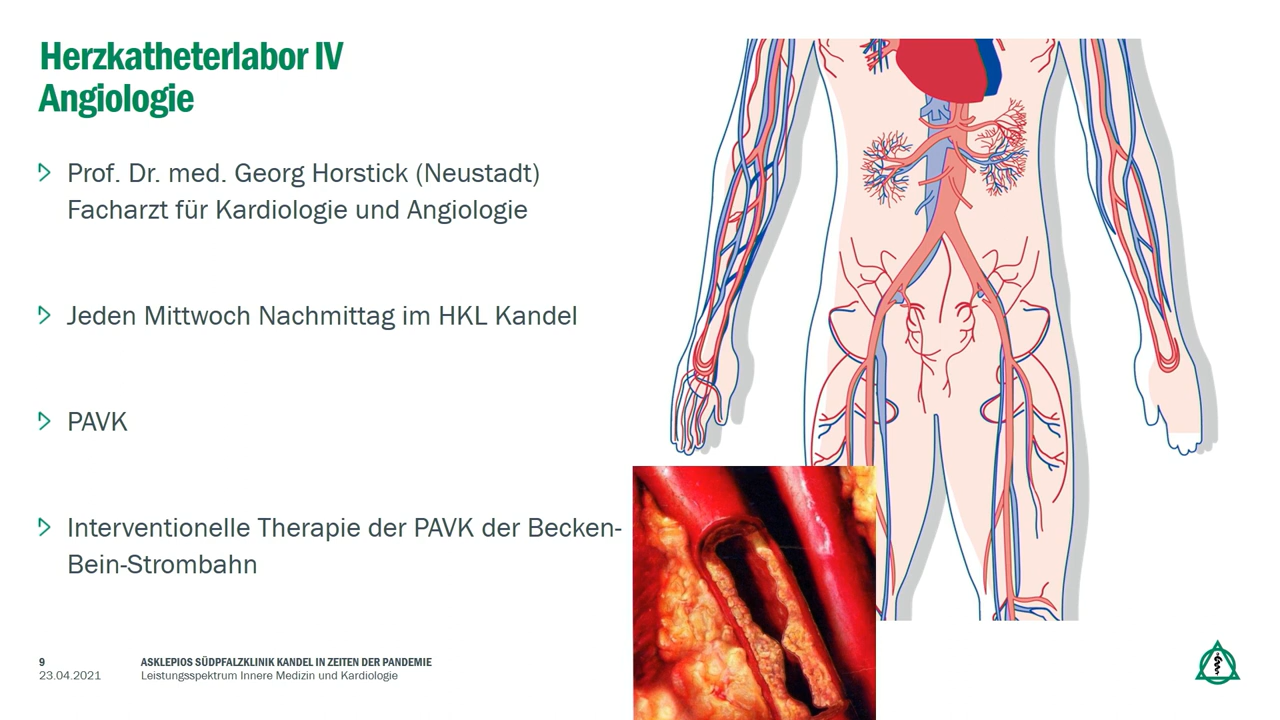 Herzkatheterlabor IV
Angiologie
Prof. Dr. med. Georg Horstick (Neustadt)
Facharzt für Kardiologie und Angiologie
Jeden Mittwoch Nachmittag im HKL Kandel
PAVK
Interventionelle Therapie der PAVK der Becken-
Bein-Strombahn
9
ASKLEPIOS SÜDPFALZKLINIK KANDEL IN ZEITEN DER PANDEMIE
23.04.2021
Leistungsspektrum Innere Medizin und Kardiologie